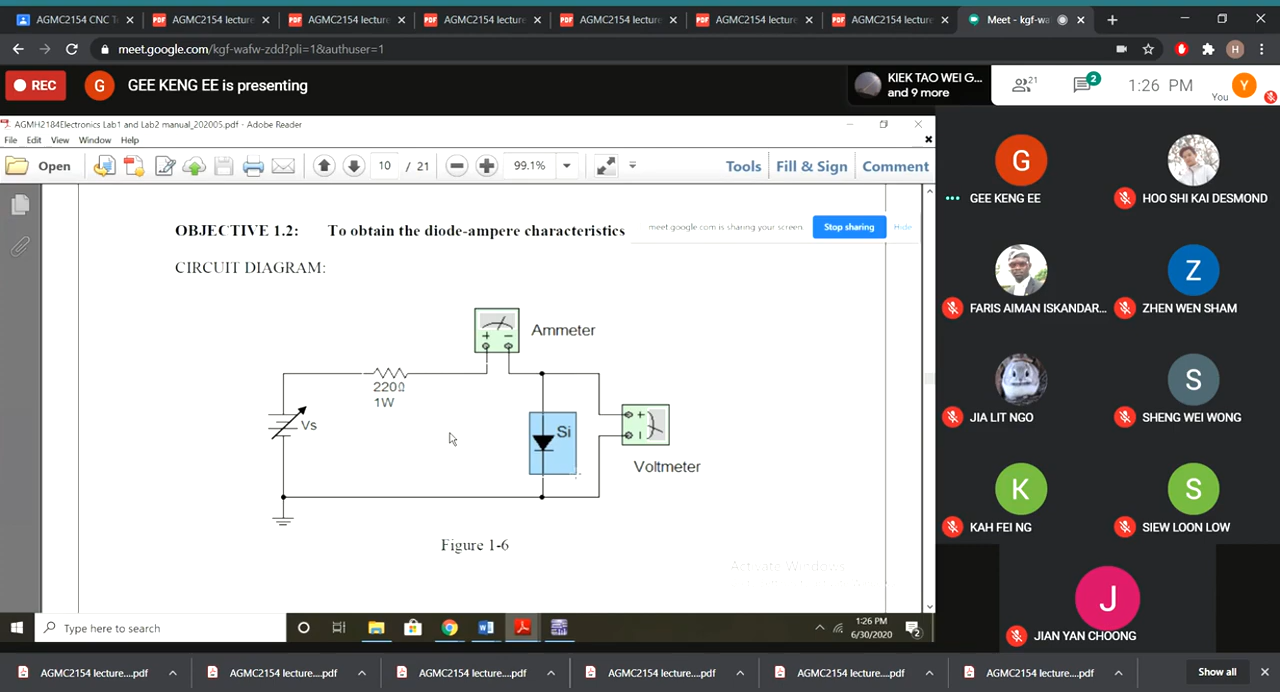 AGMC2154 CNC T
AGMC2154 lecture
AGMC2154 lecture
AGMC2154 lecture
AGMC2154 lecture
AGMC2154 lecture
AGMC2154 lecture
Meet - kgf-wa
meet.google.com/kgf-wafw-zdd?pli=1&authuser=1
H
REC
G
GEE KENG EE is presenting
KIEK TAO WEI G...
and 9 more
21
2
1:26 PM
You
Y
AGMH2184Electronics Lab1 and Lab2 manual_202005.pdf - Adobe Reader
File Edit View Window Help
Open
10 / 21
99.1%
Tools
Fill & Sign
Comment
OBJECTIVE 1.2: To obtain the diode-ampere characteristics
meet.google.com is sharing your screen.
Stop sharing
Hide
CIRCUIT DIAGRAM:
Ammeter
+ −
220Ω
1W
Vs
Si
+
Voltmeter
Figure 1-6
Activate Windows
G
GEE KENG EE
HOO SHI KAI DESMOND
FARIS AIMAN ISKANDAR...
Z
ZHEN WEN SHAM
JIA LIT NGO
S
SHENG WEI WONG
K
KAH FEI NG
S
SIEW LOON LOW
J
JIAN YAN CHOONG
Type here to search
1:26 PM
6/30/2020
2
AGMC2154 lecture....pdf
AGMC2154 lecture....pdf
AGMC2154 lecture....pdf
AGMC2154 lecture....pdf
AGMC2154 lecture....pdf
AGMC2154 lecture....pdf
Show all